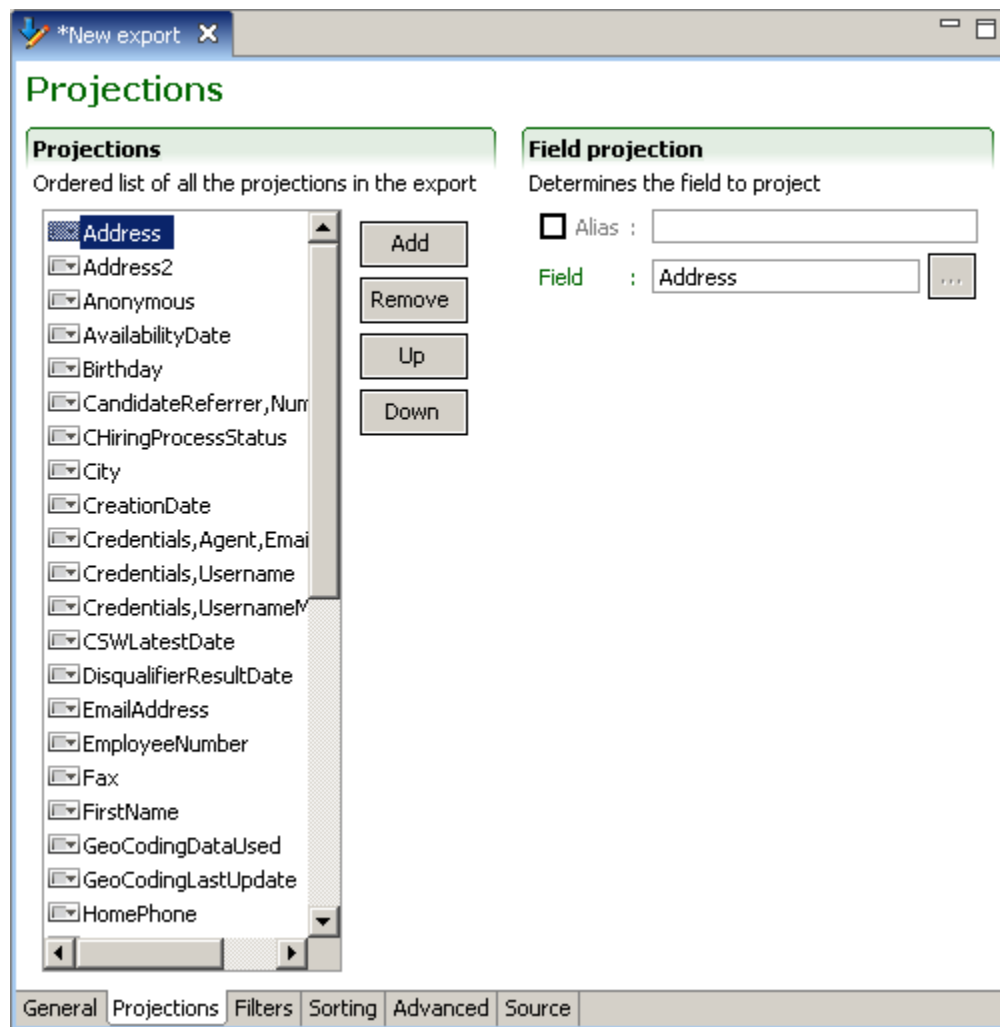 *New export
Projections
Projections
Ordered list of all the projections in the export
Address
Address2
Anonymous
AvailabilityDate
Birthday
CandidateReferrer,Num
CHiringProcessStatus
City
CreationDate
Credentials,Agent,Emai
Credentials,Username
Credentials,UsernameM
CSWLatestDate
DisqualifierResultDate
EmailAddress
EmployeeNumber
Fax
FirstName
GeoCodingDataUsed
GeoCodingLastUpdate
HomePhone
Add
Remove
Up
Down
Field projection
Determines the field to project
Alias :
Field : Address ...
General Projections Filters Sorting Advanced Source